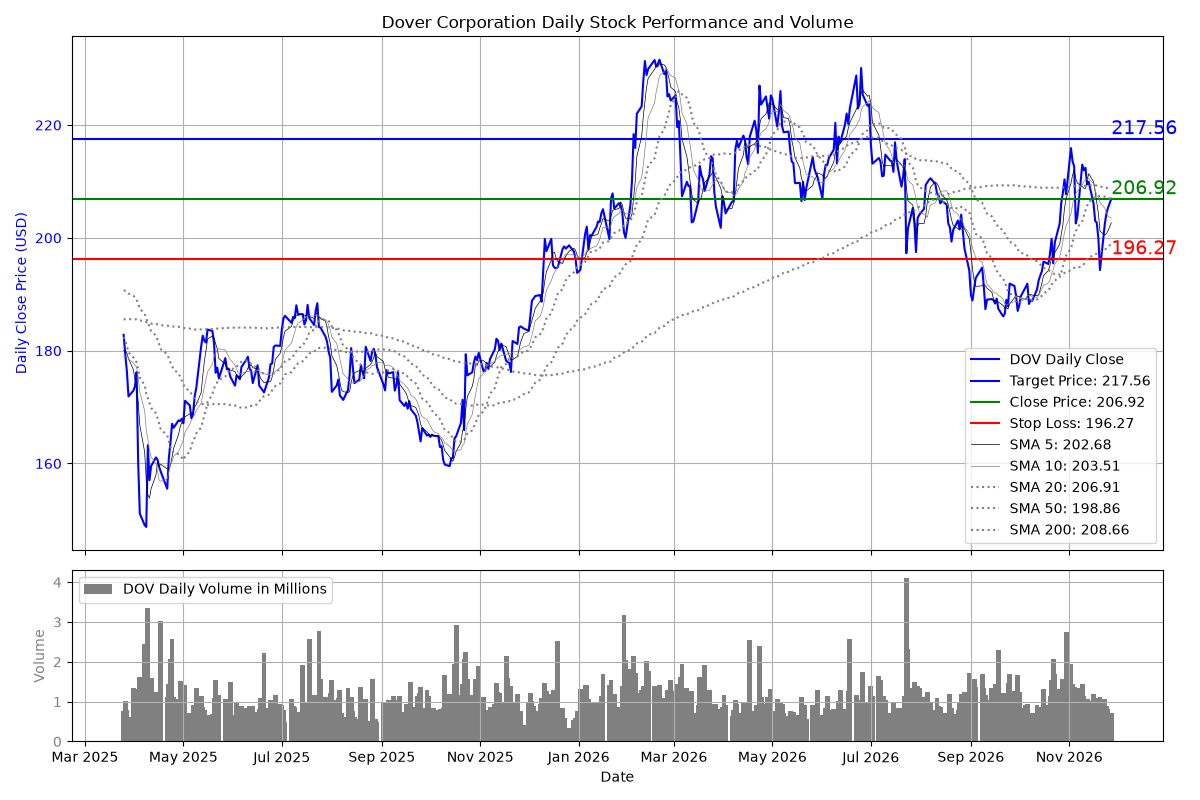 Dover Corporation Daily Stock Performance and Volume
Daily Close Price (USD)
220
200
180
160
217.56
206.92
196.27
DOV Daily Close
Target Price: 217.56
Close Price: 206.92
Stop Loss: 196.27
SMA 5: 202.68
SMA 10: 203.51
SMA 20: 206.91
SMA 50: 198.86
SMA 200: 208.66
Volume
4
3
2
1
0
DOV Daily Volume in Millions
Mar 2025 May 2025 Jul 2025 Sep 2025 Nov 2025 Jan 2026 Mar 2026 May 2026 Jul 2026 Sep 2026 Nov 2026
Date